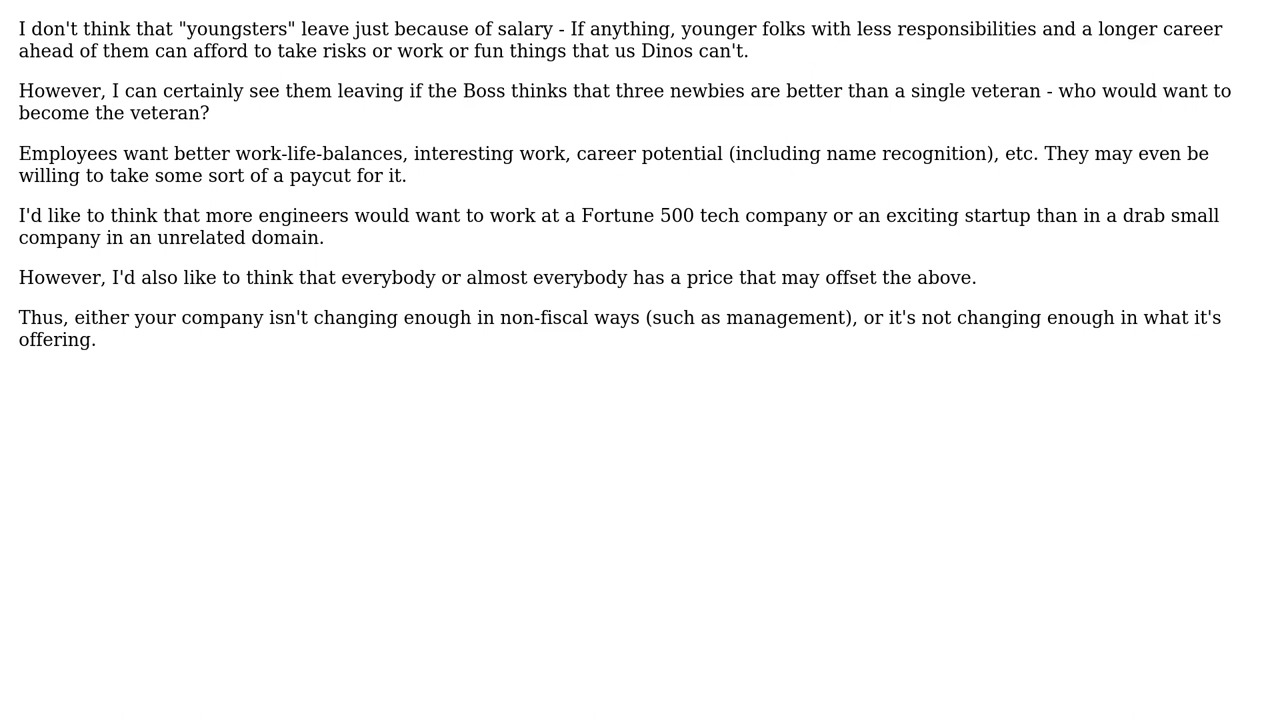 I don't think that "youngsters" leave just because of salary - If anything, younger folks with less responsibilities and a longer career
ahead of them can afford to take risks or work or fun things that us Dinos can't.
However, I can certainly see them leaving if the Boss thinks that three newbies are better than a single veteran - who would want to
become the veteran?
Employees want better work-life-balances, interesting work, career potential (including name recognition), etc. They may even be
willing to take some sort of a paycut for it.
I'd like to think that more engineers would want to work at a Fortune 500 tech company or an exciting startup than in a drab small
company in an unrelated domain.
However, I'd also like to think that everybody or almost everybody has a price that may offset the above.
Thus, either your company isn't changing enough in non-fiscal ways (such as management), or it's not changing enough in what it's
offering.